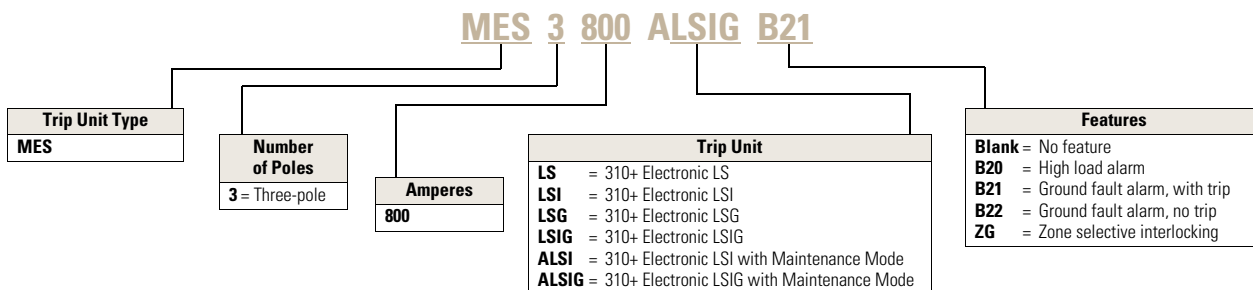 MES 3 800 ALSIG B21
Trip Unit Type
MES
Number
of Poles
3 = Three-pole
Amperes
800
Trip Unit
LS = 310+ Electronic LS
LSI = 310+ Electronic LSI
LSG = 310+ Electronic LSG
LSIG = 310+ Electronic LSIG
ALSI = 310+ Electronic LSI with Maintenance Mode
ALSIG = 310+ Electronic LSIG with Maintenance Mode
Features
Blank = No feature
B20 = High load alarm
B21 = Ground fault alarm, with trip
B22 = Ground fault alarm, no trip
ZG = Zone selective interlocking